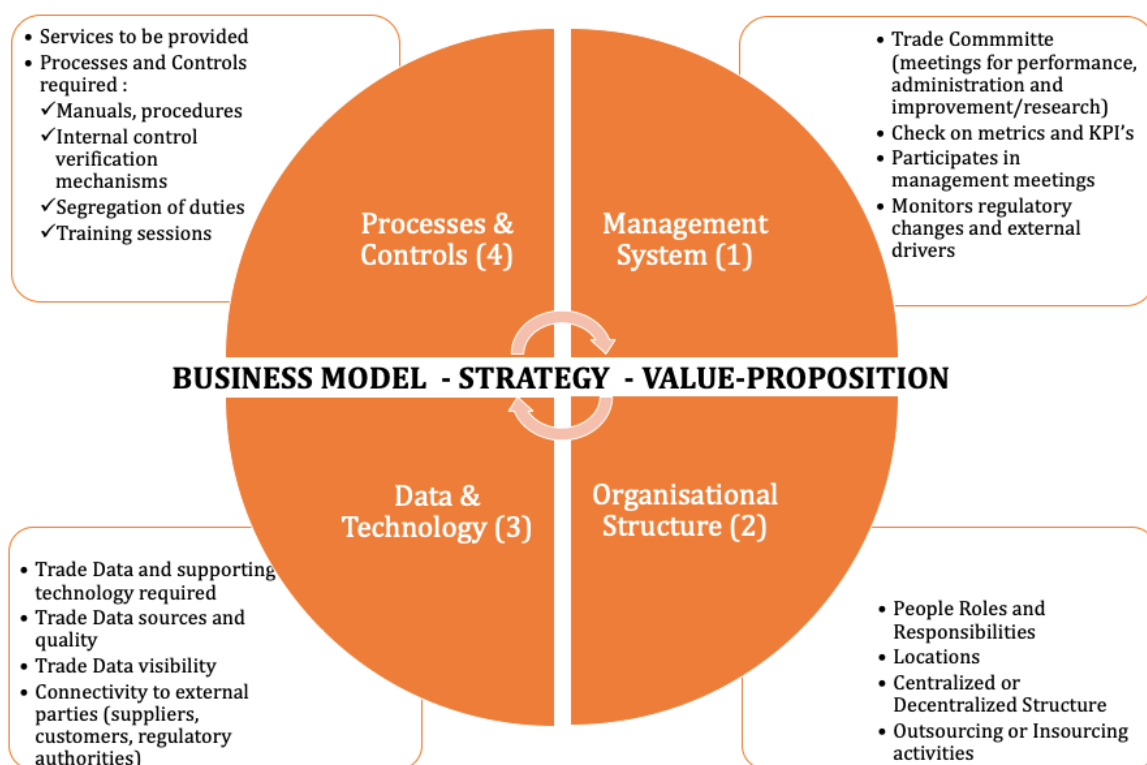 • Services to be provided
• Processes and Controls
required :
✓Manuals, procedures
✓Internal control
verification
mechanisms
✓Segregation of duties
✓Training sessions
• Trade Commmitte
(meetings for performance,
administration and
improvement/research)
• Check on metrics and KPI's
• Participates in
management meetings
• Monitors regulatory
changes and external
drivers
Processes &
Controls (4)
Management
System (1)
BUSINESS MODEL - STRATEGY - VALUE-PROPOSITION
Data &
Technology (3)
Organisational
Structure (2)
• Trade Data and supporting
technology required
• Trade Data sources and
quality
• Trade Data visibility
• Connectivity to external
parties (suppliers,
customers, regulatory
authorities)
• People Roles and
Responsibilities
• Locations
• Centralized or
Decentralized Structure
• Outsourcing or Insourcing
activities